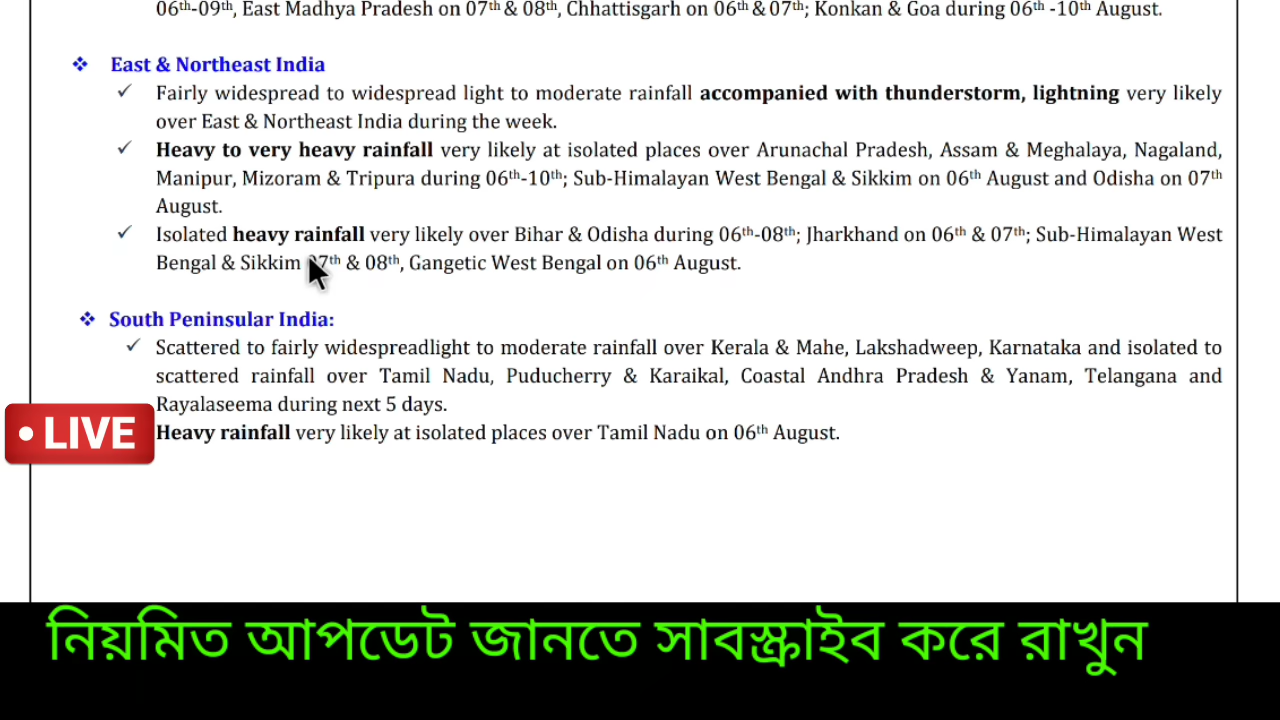 06th-09th, East Madhya Pradesh on 07th & 08th, Chhattisgarh on 06th & 07th; Konkan & Goa during 06th -10th August.
❖ East & Northeast India
✓ Fairly widespread to widespread light to moderate rainfall accompanied with thunderstorm, lightning very likely
over East & Northeast India during the week.
✓ Heavy to very heavy rainfall very likely at isolated places over Arunachal Pradesh, Assam & Meghalaya, Nagaland,
Manipur, Mizoram & Tripura during 06th-10th; Sub-Himalayan West Bengal & Sikkim on 06th August and Odisha on 07th
August.
✓ Isolated heavy rainfall very likely over Bihar & Odisha during 06th-08th; Jharkhand on 06th & 07th; Sub-Himalayan West
Bengal & Sikkim 07th & 08th, Gangetic West Bengal on 06th August.
❖ South Peninsular India:
✓ Scattered to fairly widespreadlight to moderate rainfall over Kerala & Mahe, Lakshadweep, Karnataka and isolated to
scattered rainfall over Tamil Nadu, Puducherry & Karaikal, Coastal Andhra Pradesh & Yanam, Telangana and
Rayalaseema during next 5 days.
• LIVE
Heavy rainfall very likely at isolated places over Tamil Nadu on 06th August.
নিয়মিত আপডেট জানতে সাবস্ক্রাইব করে রাখুন